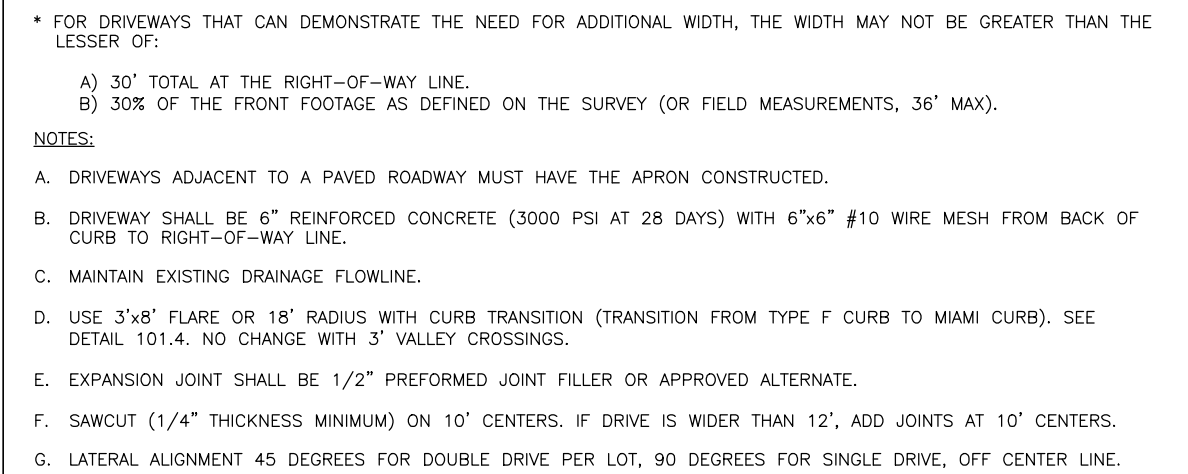 * FOR DRIVEWAYS THAT CAN DEMONSTRATE THE NEED FOR ADDITIONAL WIDTH, THE WIDTH MAY NOT BE GREATER THAN THE
LESSER OF:
A) 30' TOTAL AT THE RIGHT-OF-WAY LINE.
B) 30% OF THE FRONT FOOTAGE AS DEFINED ON THE SURVEY (OR FIELD MEASUREMENTS, 36' MAX).
NOTES:
A. DRIVEWAYS ADJACENT TO A PAVED ROADWAY MUST HAVE THE APRON CONSTRUCTED.
B. DRIVEWAY SHALL BE 6" REINFORCED CONCRETE (3000 PSI AT 28 DAYS) WITH 6"x6" #10 WIRE MESH FROM BACK OF
CURB TO RIGHT-OF-WAY LINE.
C. MAINTAIN EXISTING DRAINAGE FLOWLINE.
D. USE 3'x8' FLARE OR 18' RADIUS WITH CURB TRANSITION (TRANSITION FROM TYPE F CURB TO MIAMI CURB). SEE
DETAIL 101.4. NO CHANGE WITH 3' VALLEY CROSSINGS.
E. EXPANSION JOINT SHALL BE 1/2" PREFORMED JOINT FILLER OR APPROVED ALTERNATE.
F. SAWCUT (1/4" THICKNESS MINIMUM) ON 10' CENTERS. IF DRIVE IS WIDER THAN 12', ADD JOINTS AT 10' CENTERS.
G. LATERAL ALIGNMENT 45 DEGREES FOR DOUBLE DRIVE PER LOT, 90 DEGREES FOR SINGLE DRIVE, OFF CENTER LINE.